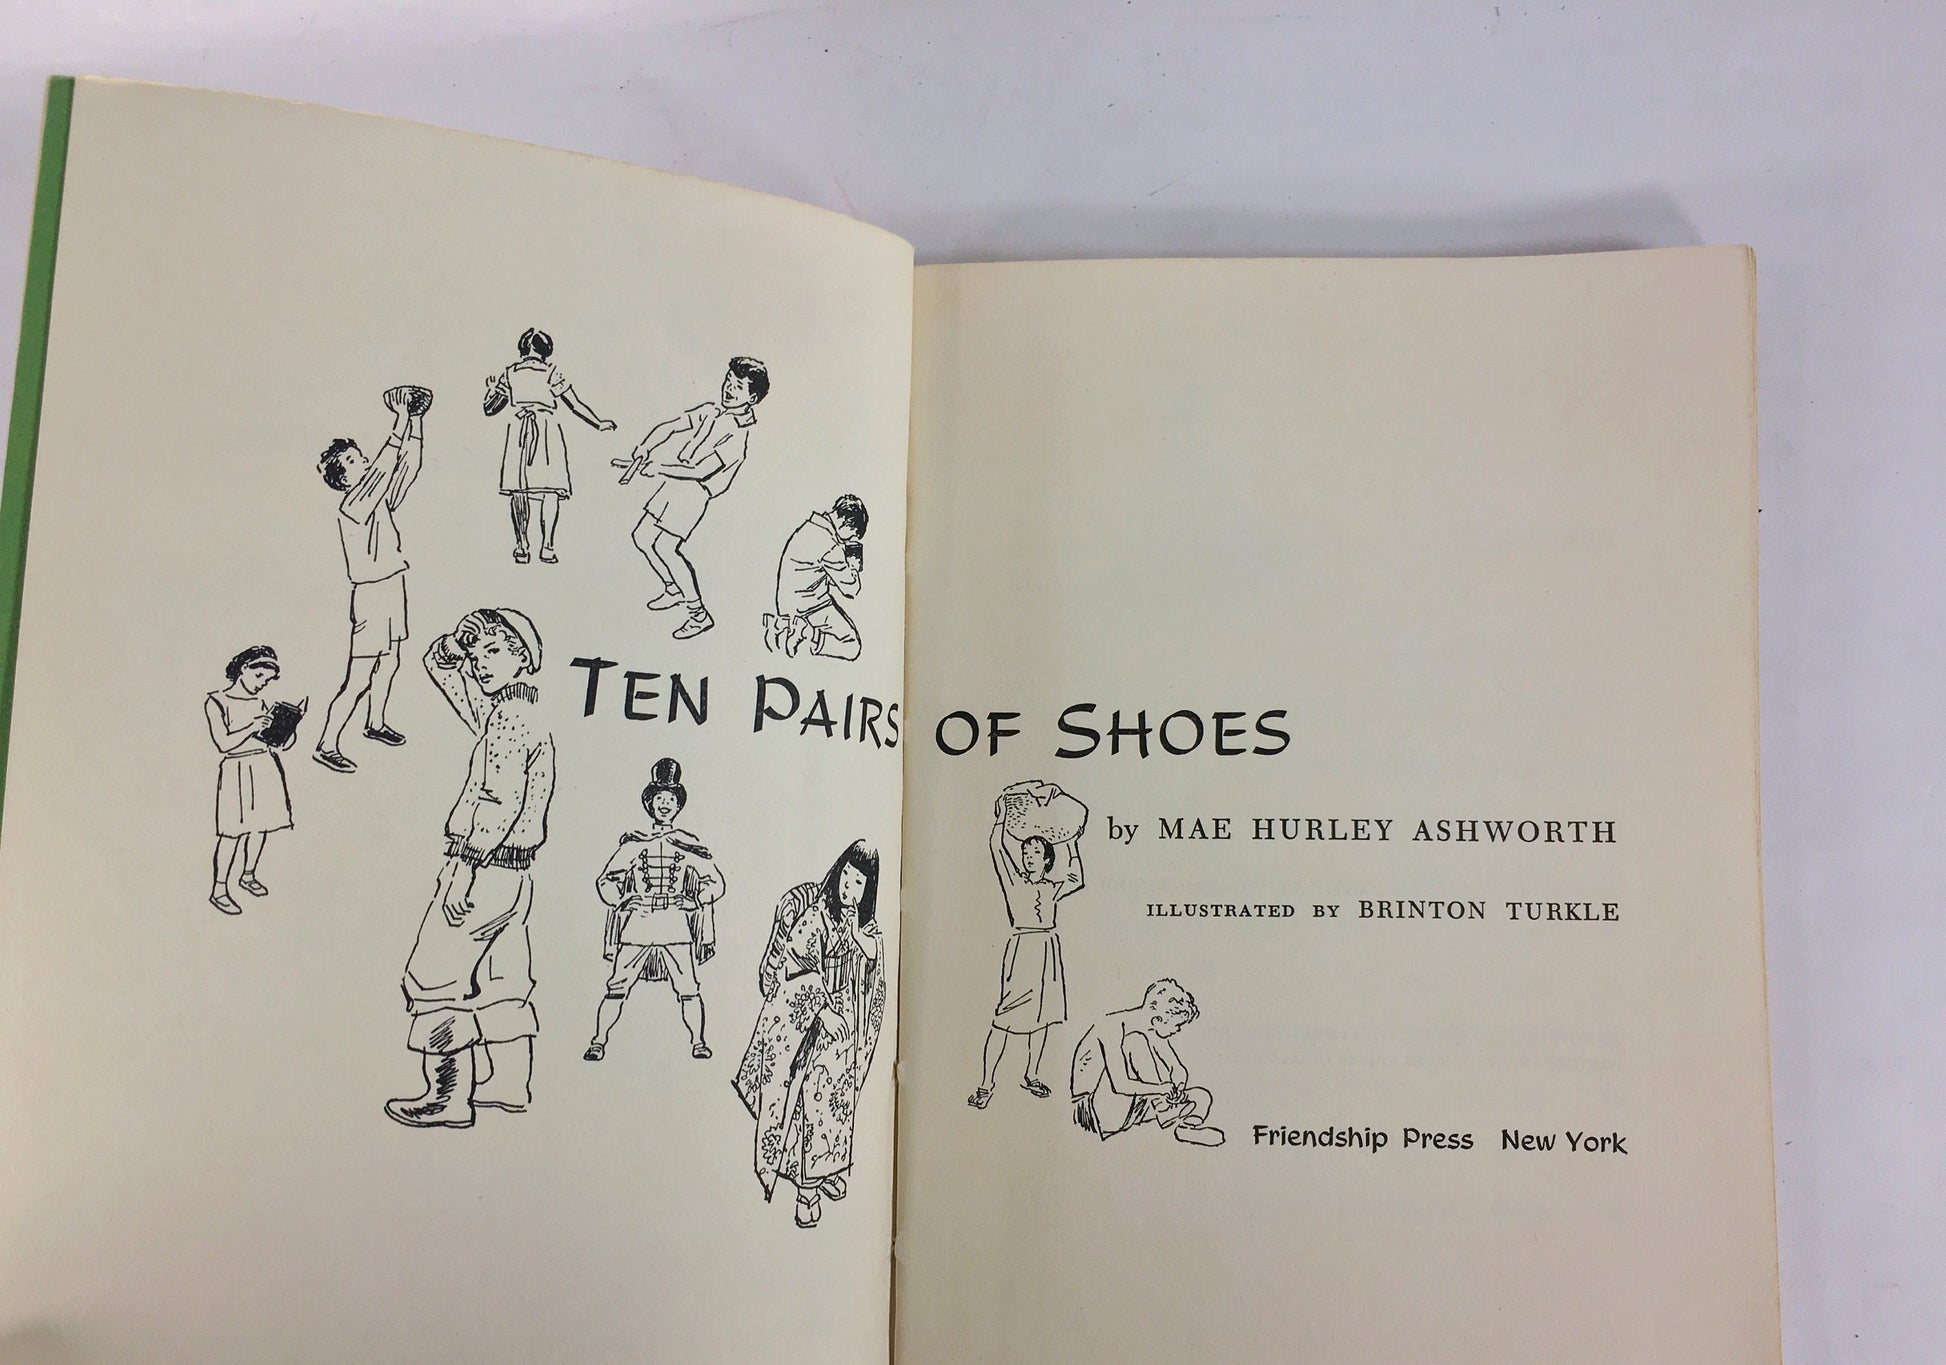 TEN PAIRS OF SHOES
by MAE HURLEY ASHWORTH
ILLUSTRATED BY BRINTON TURKLE
Friendship Press New York